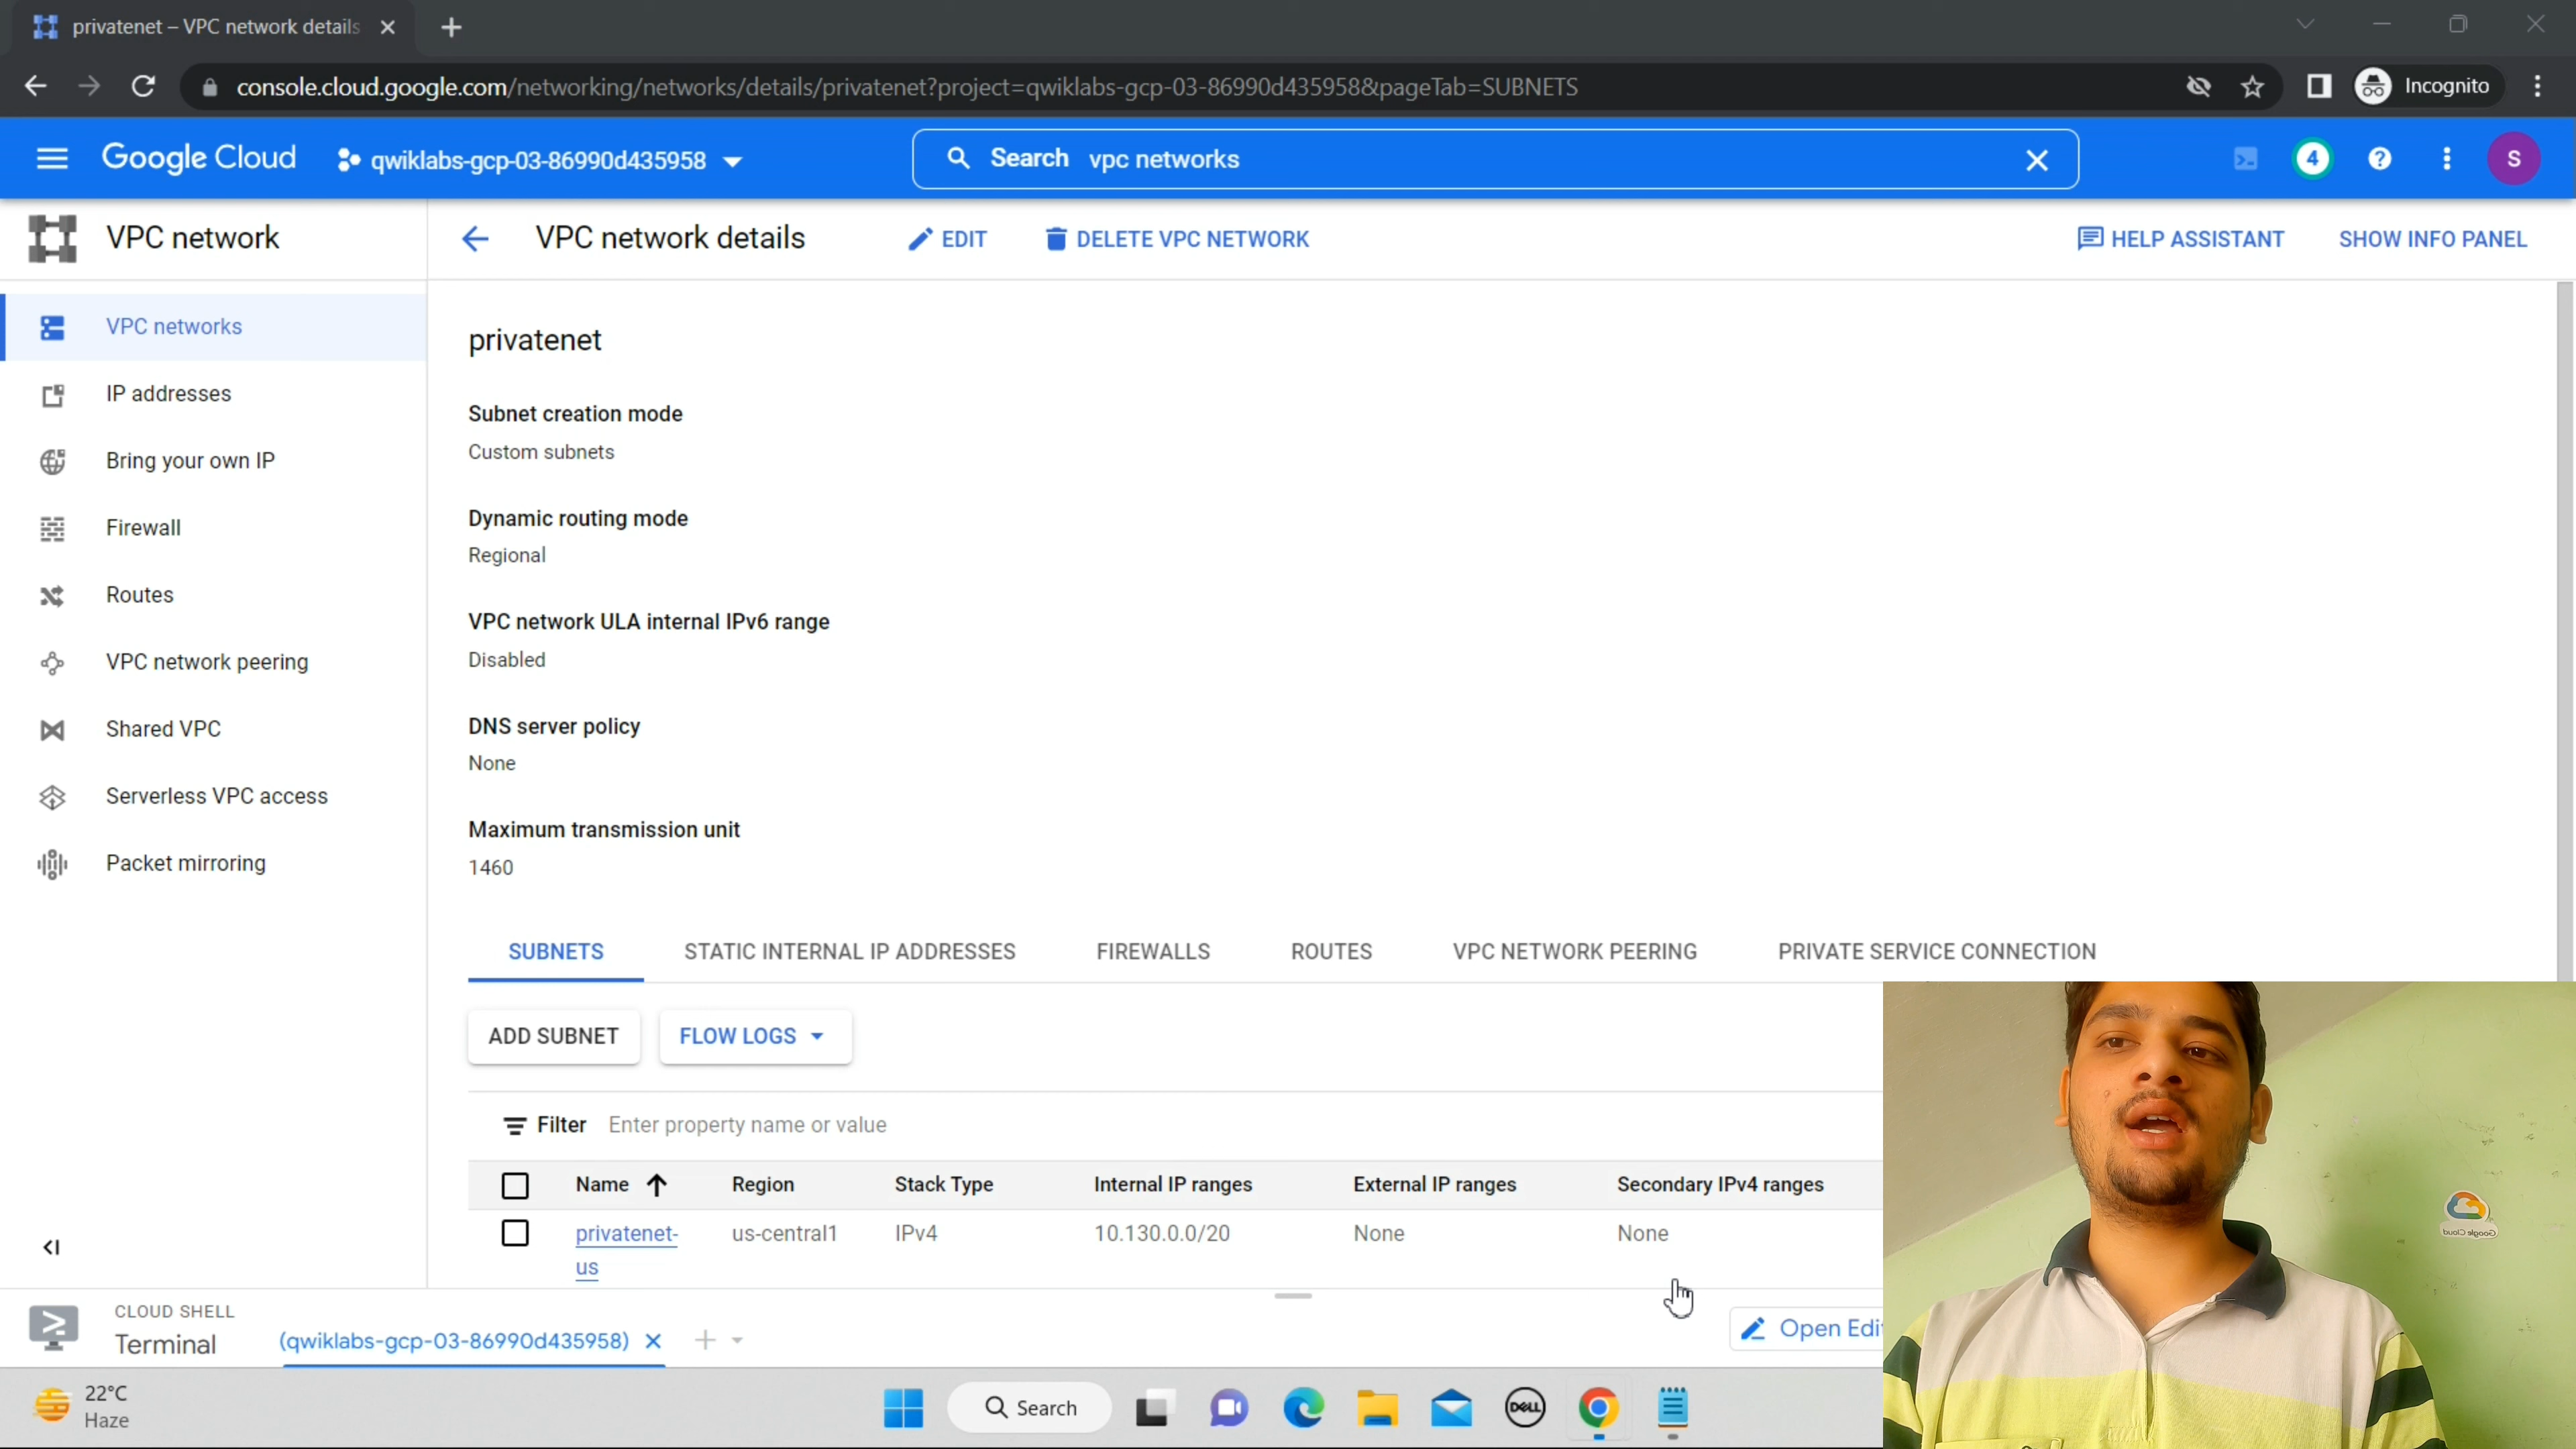 privatenet – VPC network details
console.cloud.google.com/networking/networks/details/privatenet?project=qwiklabs-gcp-03-86990d435958&pageTab=SUBNETS
Incognito
Google Cloud
qwiklabs-gcp-03-86990d435958
Search vpc networks
4
S
VPC network
VPC network details
EDIT
DELETE VPC NETWORK
HELP ASSISTANT
SHOW INFO PANEL
VPC networks
IP addresses
Bring your own IP
Firewall
Routes
VPC network peering
Shared VPC
Serverless VPC access
Packet mirroring
privatenet
Subnet creation mode
Custom subnets
Dynamic routing mode
Regional
VPC network ULA internal IPv6 range
Disabled
DNS server policy
None
Maximum transmission unit
1460
SUBNETS STATIC INTERNAL IP ADDRESSES FIREWALLS ROUTES VPC NETWORK PEERING PRIVATE SERVICE CONNECTION
ADD SUBNET FLOW LOGS
Filter Enter property name or value
Name Region Stack Type Internal IP ranges External IP ranges Secondary IPv4 ranges
privatenet- us-central1 IPv4 10.130.0.0/20 None None
us
CLOUD SHELL
Terminal
(qwiklabs-gcp-03-86990d435958)
Open Edi
22°C
Haze
Search
DELL
Google Cloud